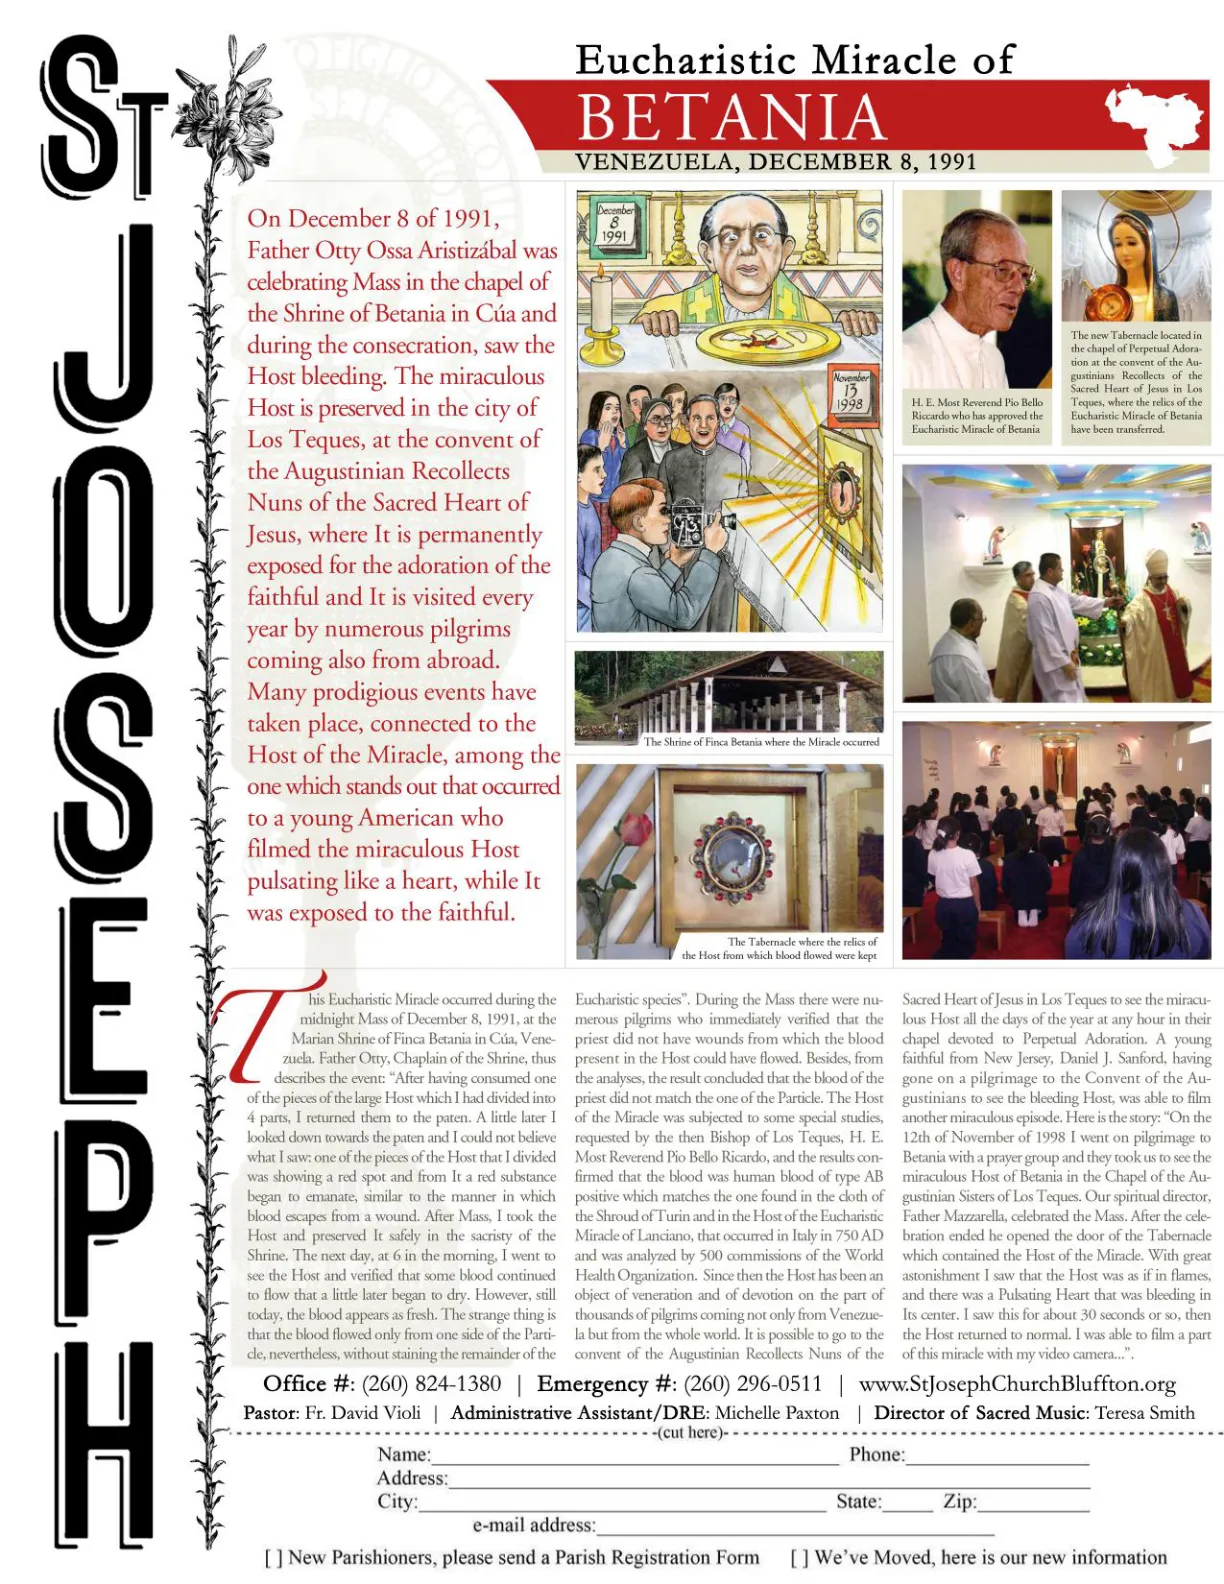 ST JOSEPH
Eucharistic Miracle of
BETANIA
VENEZUELA, DECEMBER 8, 1991
On December 8 of 1991,
Father Otty Ossa Aristizábal was
celebrating Mass in the chapel of
the Shrine of Betania in Cúa and
during the consecration, saw the
Host bleeding. The miraculous
Host is preserved in the city of
Los Teques, at the convent of
the Augustinian Recollects
Nuns of the Sacred Heart of
Jesus, where It is permanently
exposed for the adoration of the
faithful and It is visited every
year by numerous pilgrims
coming also from abroad.
Many prodigious events have
taken place, connected to the
Host of the Miracle, among the
one which stands out that occurred
to a young American who
filmed the miraculous Host
pulsating like a heart, while It
was exposed to the faithful.
December
8
1991
November
13
1998
The Shrine of Finca Betania where the Miracle occurred
The Tabernacle where the relics of
the Host from which blood flowed were kept
H. E. Most Reverend Pio Bello
Riccardo who has approved the
Eucharistic Miracle of Betania
The new Tabernacle located in
the chapel of Perpetual Adora-
tion at the convent of the Au-
gustinians Recollects of the
Sacred Heart of Jesus in Los
Teques, where the relics of the
Eucharistic Miracle of Betania
have been transferred.
This Eucharistic Miracle occurred during the
midnight Mass of December 8, 1991, at the
Marian Shrine of Finca Betania in Cúa, Vene-
zuela. Father Otty, Chaplain of the Shrine, thus
describes the event: “After having consumed one
of the pieces of the large Host which I had divided into
4 parts, I returned them to the paten. A little later I
looked down towards the paten and I could not believe
what I saw: one of the pieces of the Host that I divided
was showing a red spot and from It a red substance
began to emanate, similar to the manner in which
blood escapes from a wound. After Mass, I took the
Host and preserved It safely in the sacristy of the
Shrine. The next day, at 6 in the morning, I went to
see the Host and verified that some blood continued
to flow that a little later began to dry. However, still
today, the blood appears as fresh. The strange thing is
that the blood flowed only from one side of the Parti-
cle, nevertheless, without staining the remainder of the
Eucharistic species”. During the Mass there were nu-
merous pilgrims who immediately verified that the
priest did not have wounds from which the blood
present in the Host could have flowed. Besides, from
the analyses, the result concluded that the blood of the
priest did not match the one of the Particle. The Host
of the Miracle was subjected to some special studies,
requested by the then Bishop of Los Teques, H. E.
Most Reverend Pio Bello Ricardo, and the results con-
firmed that the blood was human blood of type AB
positive which matches the one found in the cloth of
the Shroud of Turin and in the Host of the Eucharistic
Miracle of Lanciano, that occurred in Italy in 750 AD
and was analyzed by 500 commissions of the World
Health Organization. Since then the Host has been an
object of veneration and of devotion on the part of
thousands of pilgrims coming not only from Venezue-
la but from the whole world. It is possible to go to the
convent of the Augustinian Recollects Nuns of the
Sacred Heart of Jesus in Los Teques to see the miracu-
lous Host all the days of the year at any hour in their
chapel devoted to Perpetual Adoration. A young
faithful from New Jersey, Daniel J. Sanford, having
gone on a pilgrimage to the Convent of the Au-
gustinians to see the bleeding Host, was able to film
another miraculous episode. Here is the story: “On the
12th of November of 1998 I went on pilgrimage to
Betania with a prayer group and they took us to see the
miraculous Host of Betania in the Chapel of the Au-
gustinian Sisters of Los Teques. Our spiritual director,
Father Mazzarella, celebrated the Mass. After the cele-
bration ended he opened the door of the Tabernacle
which contained the Host of the Miracle. With great
astonishment I saw that the Host was as if in flames,
and there was a Pulsating Heart that was bleeding in
Its center. I saw this for about 30 seconds or so, then
the Host returned to normal. I was able to film a part
of this miracle with my video camera...”.
Office #: (260) 824-1380 | Emergency #: (260) 296-0511 | www.StJosephChurchBluffton.org
Pastor: Fr. David Violi | Administrative Assistant/DRE: Michelle Paxton | Director of Sacred Music: Teresa Smith
(cut here)
Name: Phone:
Address:
City: State: Zip:
e-mail address:
[ ] New Parishioners, please send a Parish Registration Form [ ] We’ve Moved, here is our new information